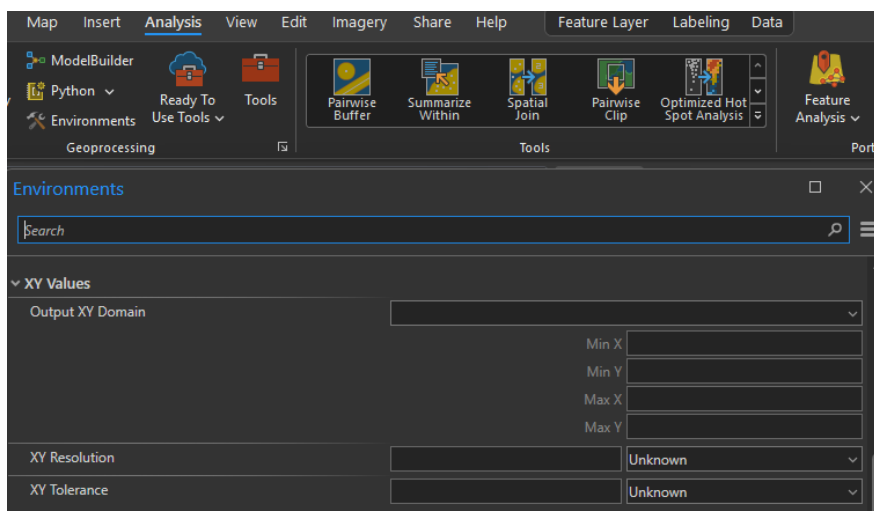 Map Insert Analysis View Edit Imagery Share Help Feature Layer Labeling Data
ModelBuilder
Python
Environments
Ready To
Use Tools
Tools
Pairwise
Buffer
Summarize
Within
Spatial
Join
Pairwise
Clip
Optimized Hot
Spot Analysis
Feature
Analysis
Geoprocessing
Tools
Port
Environments
Search
XY Values
Output XY Domain
Min X
Min Y
Max X
Max Y
XY Resolution Unknown
XY Tolerance Unknown